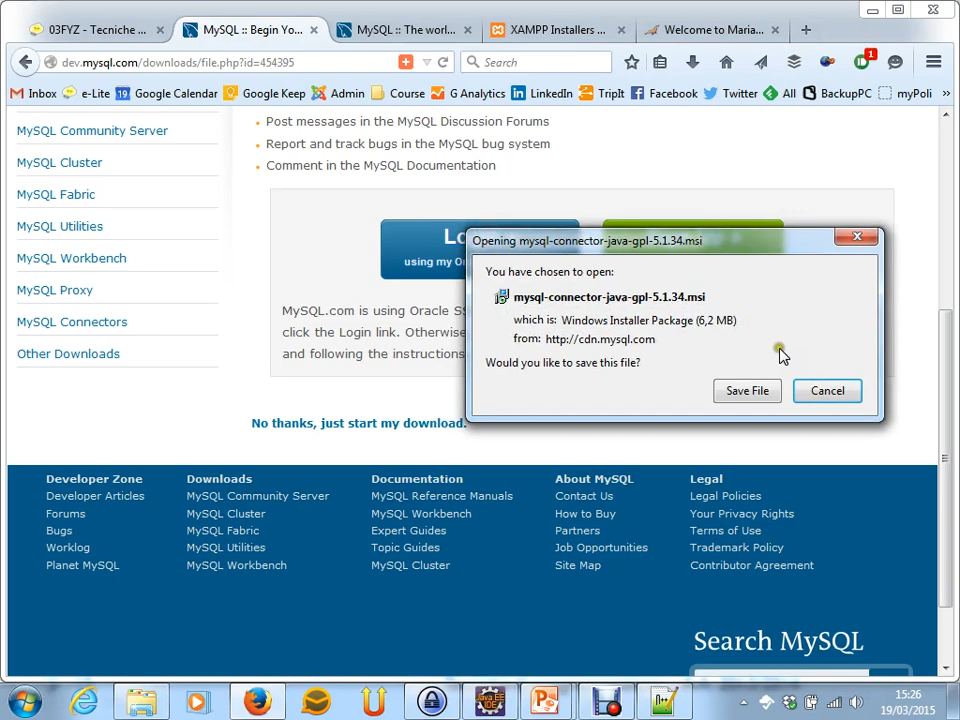 03FYZ - Tecniche ...
MySQL :: Begin Yo...
MySQL :: The worl...
XAMPP Installers ...
Welcome to Maria...
dev.mysql.com/downloads/file.php?id=454395
Search
1
Inbox
e-Lite
19
Google Calendar
Google Keep
Admin
Course
G Analytics
LinkedIn
TripIt
Facebook
Twitter
All
BackupPC
myPoli
»
MySQL Community Server
MySQL Cluster
MySQL Fabric
MySQL Utilities
MySQL Workbench
MySQL Proxy
MySQL Connectors
Other Downloads
Post messages in the MySQL Discussion Forums
Report and track bugs in the MySQL bug system
Comment in the MySQL Documentation
using my Or
MySQL.com is using Oracle SS
click the Login link. Otherwise
and following the instructions
Opening mysql-connector-java-gpl-5.1.34.msi
You have chosen to open:
mysql-connector-java-gpl-5.1.34.msi
which is: Windows Installer Package (6,2 MB)
from: http://cdn.mysql.com
Would you like to save this file?
Save File
Cancel
No thanks, just start my download.
Developer Zone
Developer Articles
Forums
Bugs
Worklog
Planet MySQL
Downloads
MySQL Community Server
MySQL Cluster
MySQL Fabric
MySQL Utilities
MySQL Workbench
Documentation
MySQL Reference Manuals
MySQL Workbench
Expert Guides
Topic Guides
MySQL Cluster
About MySQL
Contact Us
How to Buy
Partners
Job Opportunities
Site Map
Legal
Legal Policies
Your Privacy Rights
Terms of Use
Trademark Policy
Contributor Agreement
Search MySQL
Java EE
IDE
15:26
19/03/2015